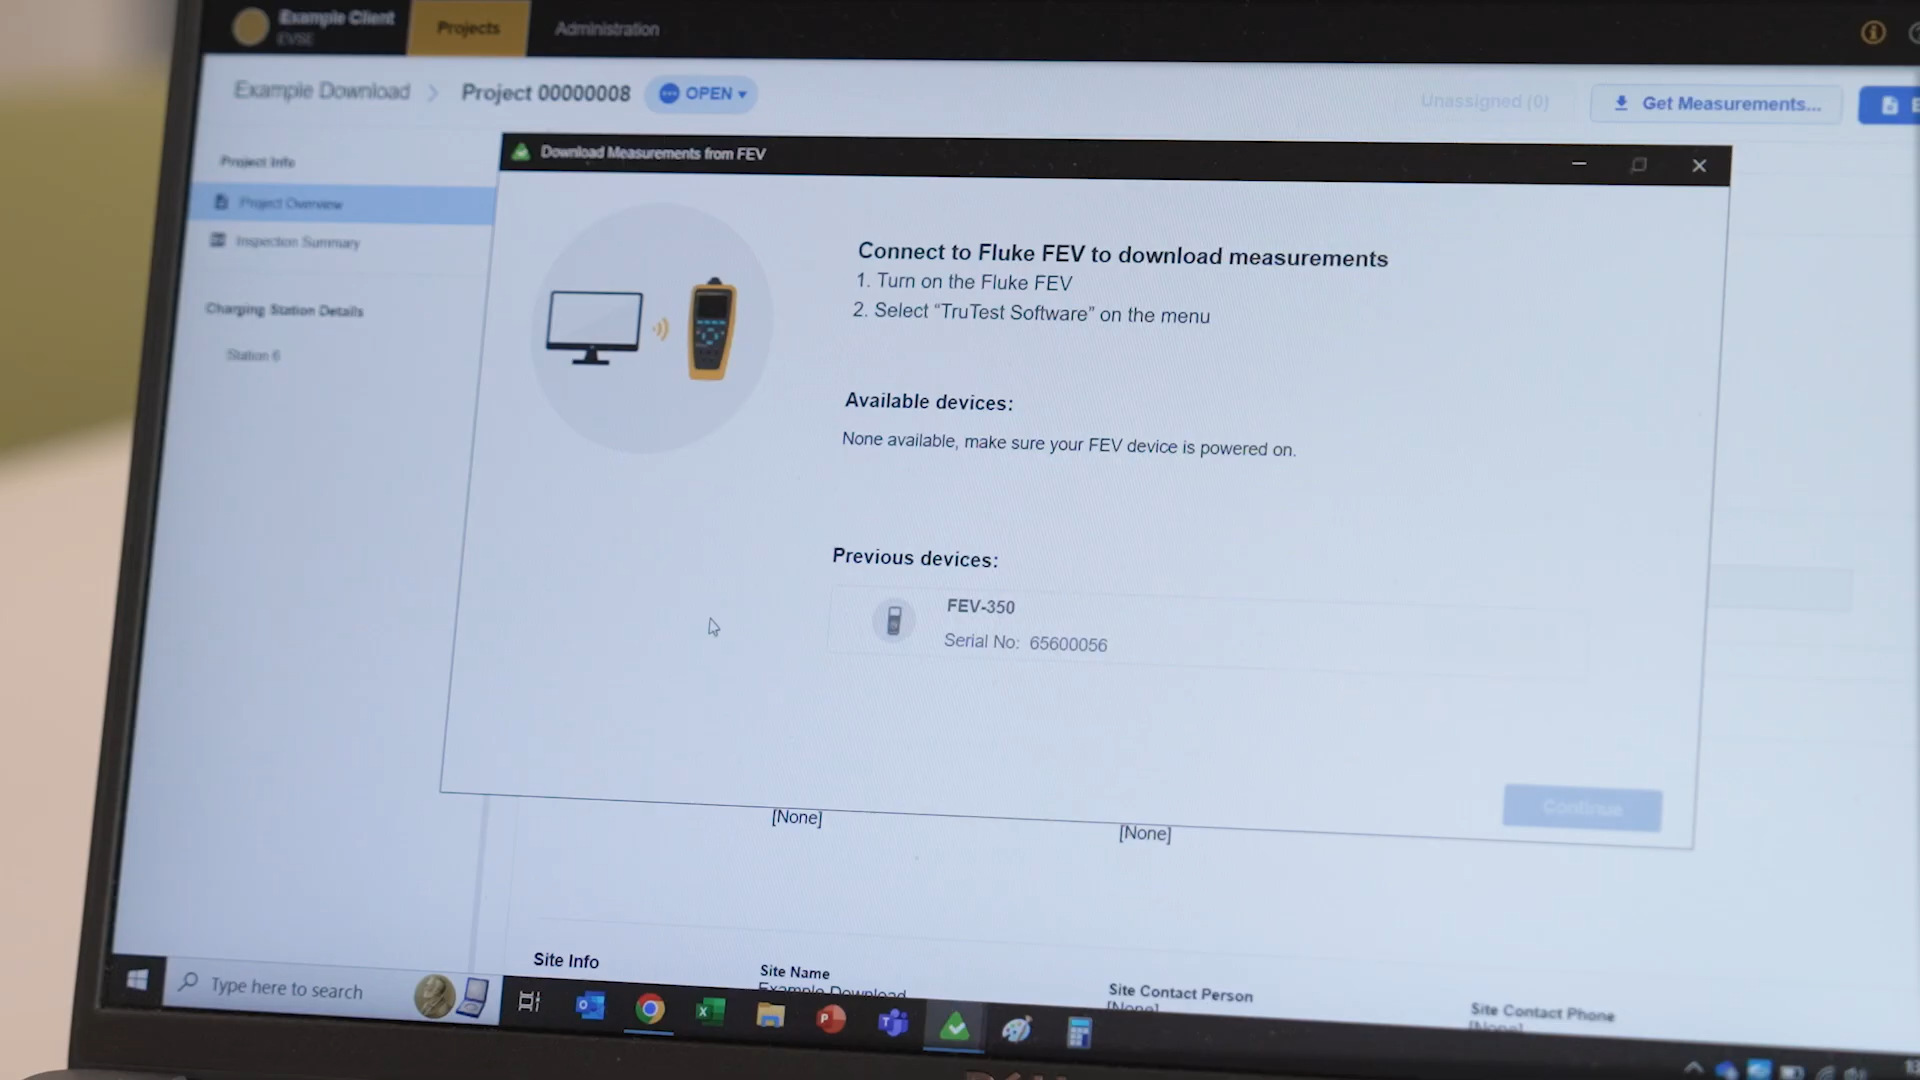 Example Client
EVSE
Projects
Administration
Example Download > Project 00000008
OPEN
Unassigned (0)
Get Measurements...
Project Info
Project Overview
Inspection Summary
Charging Station Details
Station 6
Download Measurements from FEV
Connect to Fluke FEV to download measurements
1. Turn on the Fluke FEV
2. Select “TruTest Software” on the menu
Available devices:
None available, make sure your FEV device is powered on.
Previous devices:
FEV-350
Serial No: 65600056
Continue
[None]
[None]
Site Info
Site Name
Example Download
Site Contact Person
[None]
Site Contact Phone
[None]
Type here to search